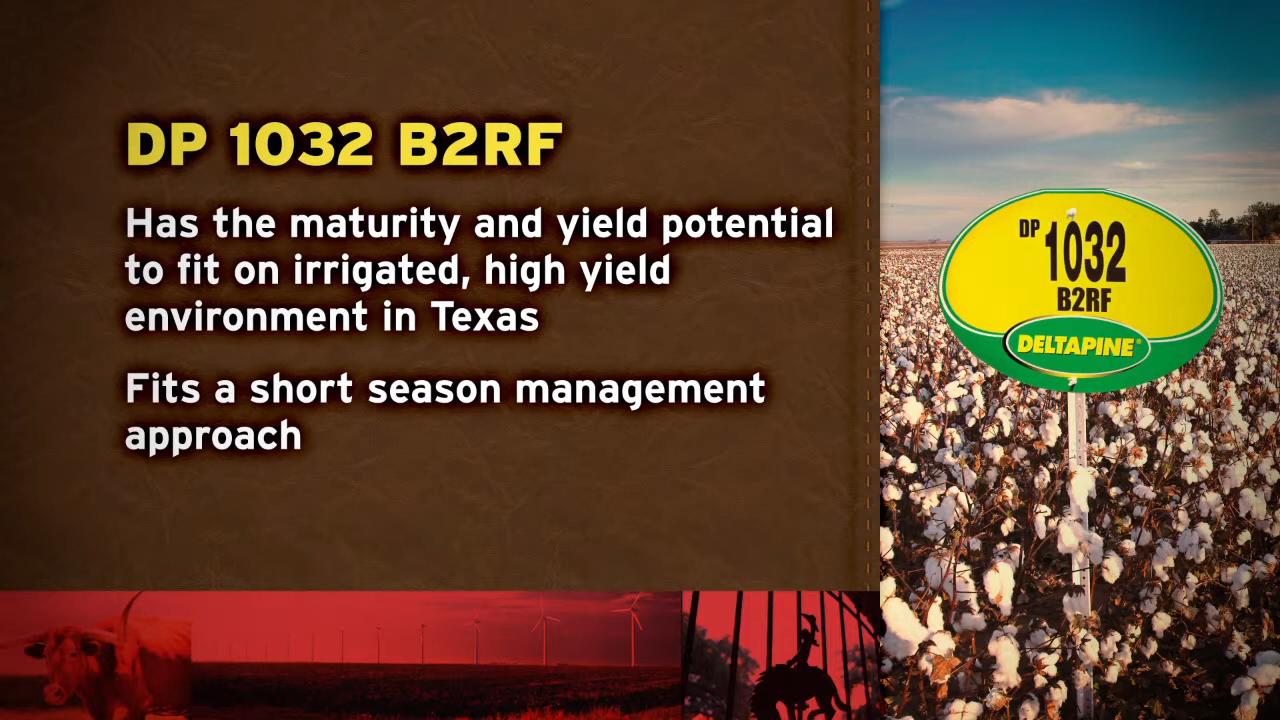 DP 1032 B2RF
Has the maturity and yield potential
to fit on irrigated, high yield
environment in Texas
Fits a short season management
approach
DP 1032
B2RF
DELTAPINE®